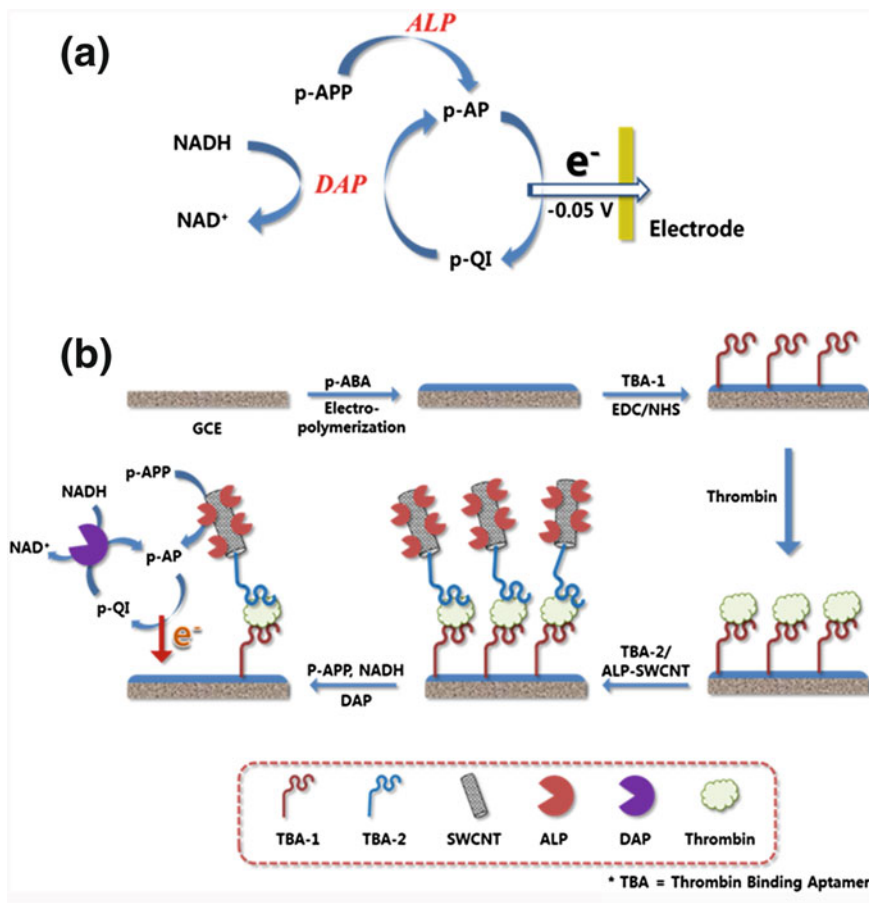 (a)
ALP
p-APP
p-AP
NADH
DAP
e-
-0.05 V
NAD+
Electrode
p-QI
(b)
p-ABA
Electro-
polymerization
GCE
TBA-1
EDC/NHS
p-APP
NADH
NAD+
p-AP
p-QI
e-
Thrombin
P-APP, NADH
DAP
TBA-2/
ALP-SWCNT
TBA-1 TBA-2 SWCNT ALP DAP Thrombin
* TBA = Thrombin Binding Aptamer